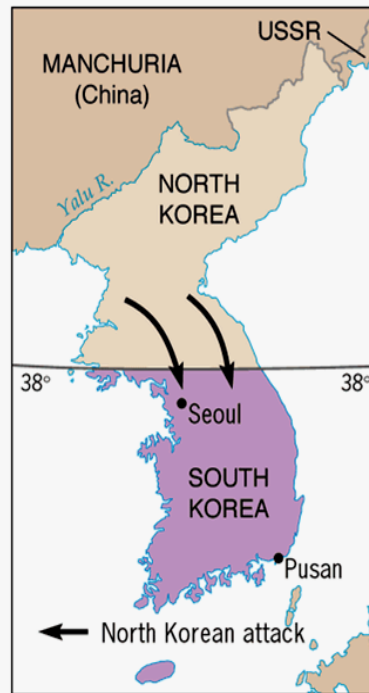 USSR
MANCHURIA
(China)
Yalu R.
NORTH
KOREA
38°
38°
Seoul
SOUTH
KOREA
Pusan
North Korean attack